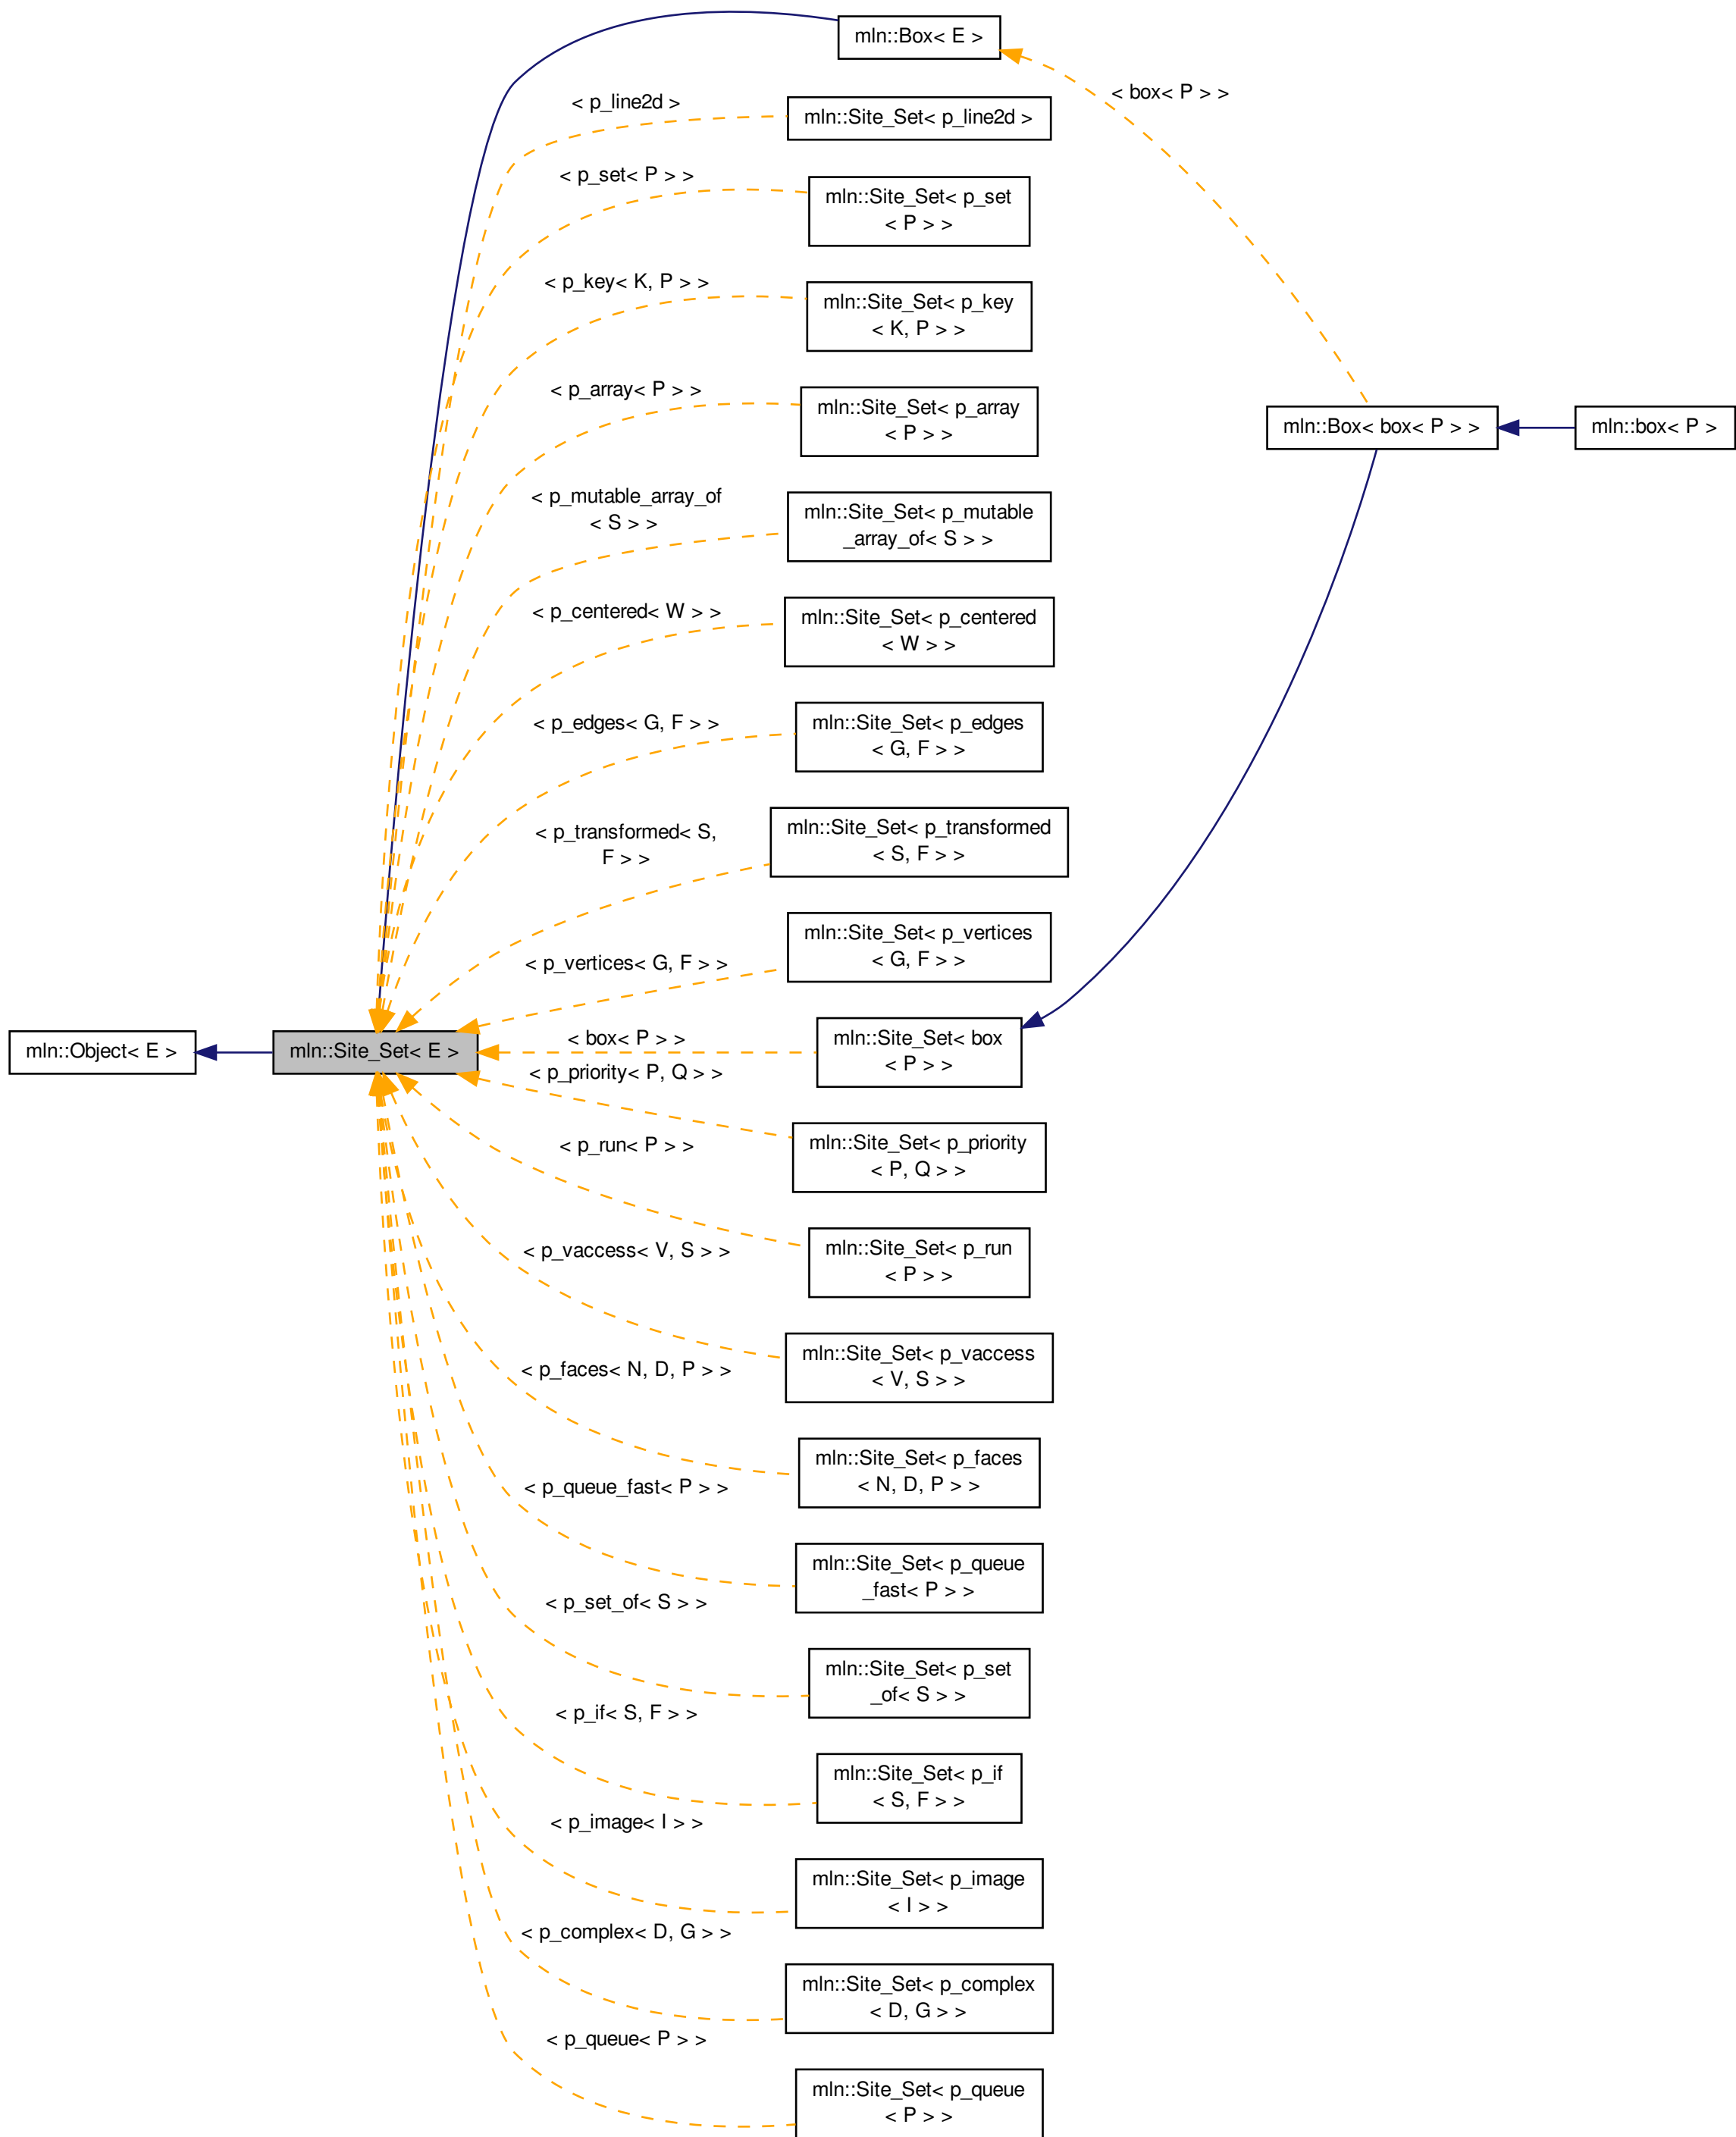 mln::Box< E >
< box< P > >
< p_line2d >
mln::Site_Set< p_line2d >
< p_set< P > >
mln::Site_Set< p_set
< P > >
< p_key< K, P > >
mln::Site_Set< p_key
< K, P > >
< p_array< P > >
mln::Site_Set< p_array
< P > >
mln::Box< box< P > >
mln::box< P >
< p_mutable_array_of
< S > >
mln::Site_Set< p_mutable
_array_of< S > >
< p_centered< W > >
mln::Site_Set< p_centered
< W > >
< p_edges< G, F > >
mln::Site_Set< p_edges
< G, F > >
< p_transformed< S,
F > >
mln::Site_Set< p_transformed
< S, F > >
< p_vertices< G, F > >
mln::Site_Set< p_vertices
< G, F > >
mln::Object< E >
mln::Site_Set< E >
< box< P > >
mln::Site_Set< box
< P > >
< p_priority< P, Q > >
mln::Site_Set< p_priority
< P, Q > >
< p_run< P > >
mln::Site_Set< p_run
< P > >
< p_vaccess< V, S > >
mln::Site_Set< p_vaccess
< V, S > >
< p_faces< N, D, P > >
mln::Site_Set< p_faces
< N, D, P > >
< p_queue_fast< P > >
mln::Site_Set< p_queue
_fast< P > >
< p_set_of< S > >
mln::Site_Set< p_set
_of< S > >
< p_if< S, F > >
mln::Site_Set< p_if
< S, F > >
< p_image< I > >
mln::Site_Set< p_image
< I > >
< p_complex< D, G > >
mln::Site_Set< p_complex
< D, G > >
< p_queue< P > >
mln::Site_Set< p_queue
< P > >